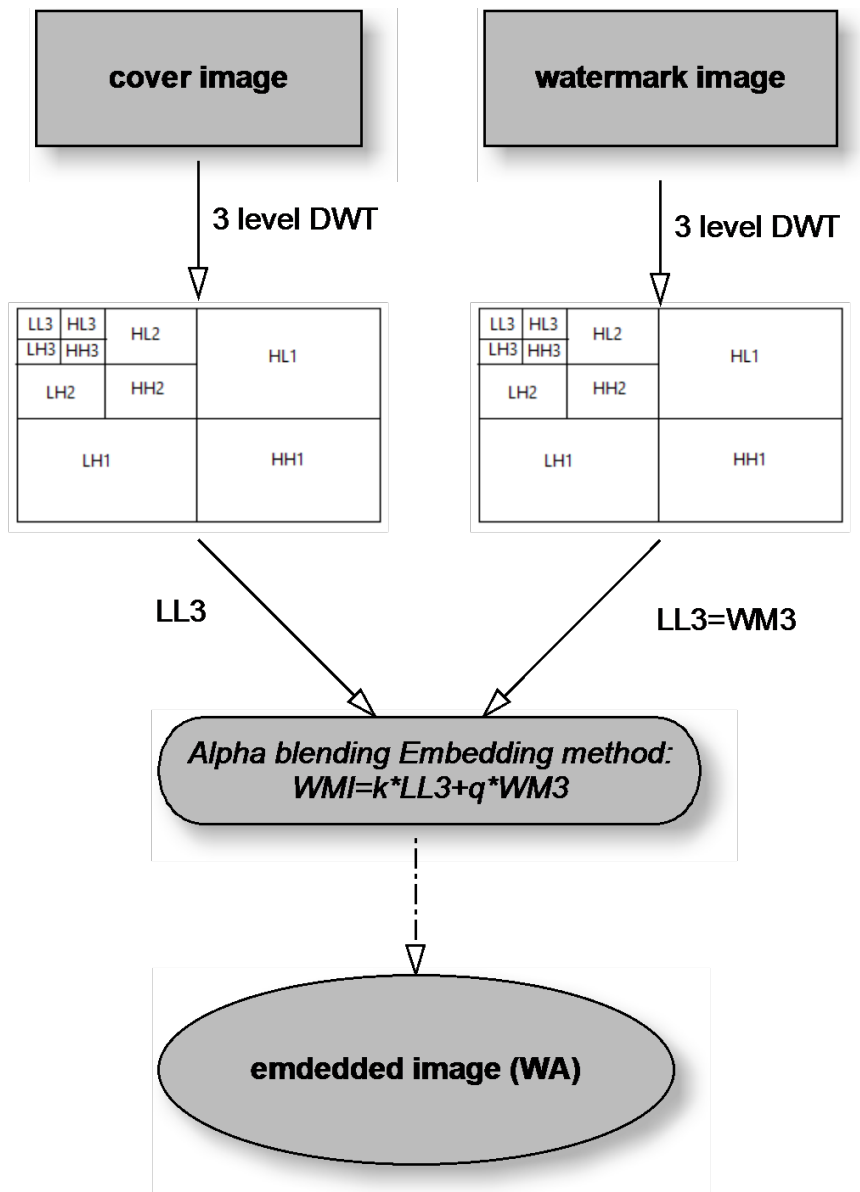 cover image
watermark image
3 level DWT
3 level DWT
LL3 HL3 HL2 HL1
LH3 HH3
LH2 HH2
LH1 HH1
LL3 HL3 HL2 HL1
LH3 HH3
LH2 HH2
LH1 HH1
LL3
LL3=WM3
Alpha blending Embedding method:
WMI=k*LL3+q*WM3
emdedded image (WA)